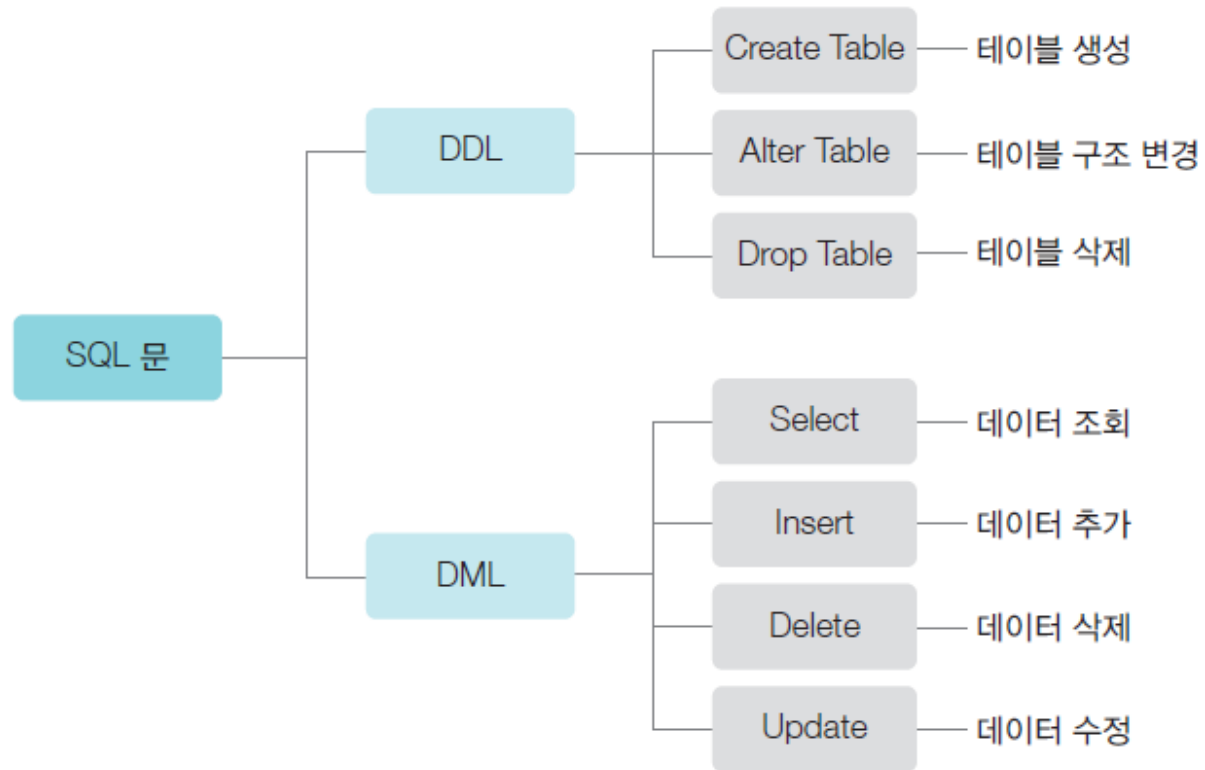 SQL 문
DDL
Create Table
테이블 생성
Alter Table
테이블 구조 변경
Drop Table
테이블 삭제
DML
Select
데이터 조회
Insert
데이터 추가
Delete
데이터 삭제
Update
데이터 수정